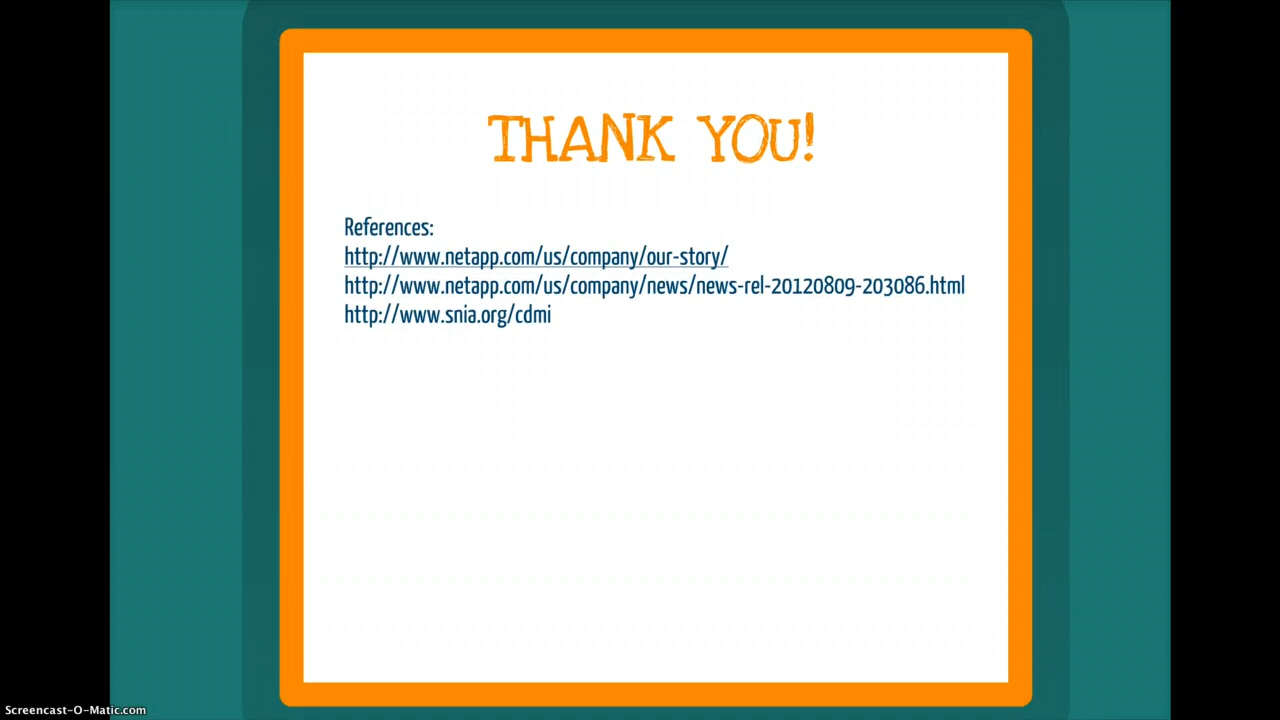 THANK YOU!
References:
http://www.netapp.com/us/company/our-story/
http://www.netapp.com/us/company/news/news-rel-20120809-203086.html
http://www.snia.org/cdmi
Screencast-O-Matic.com